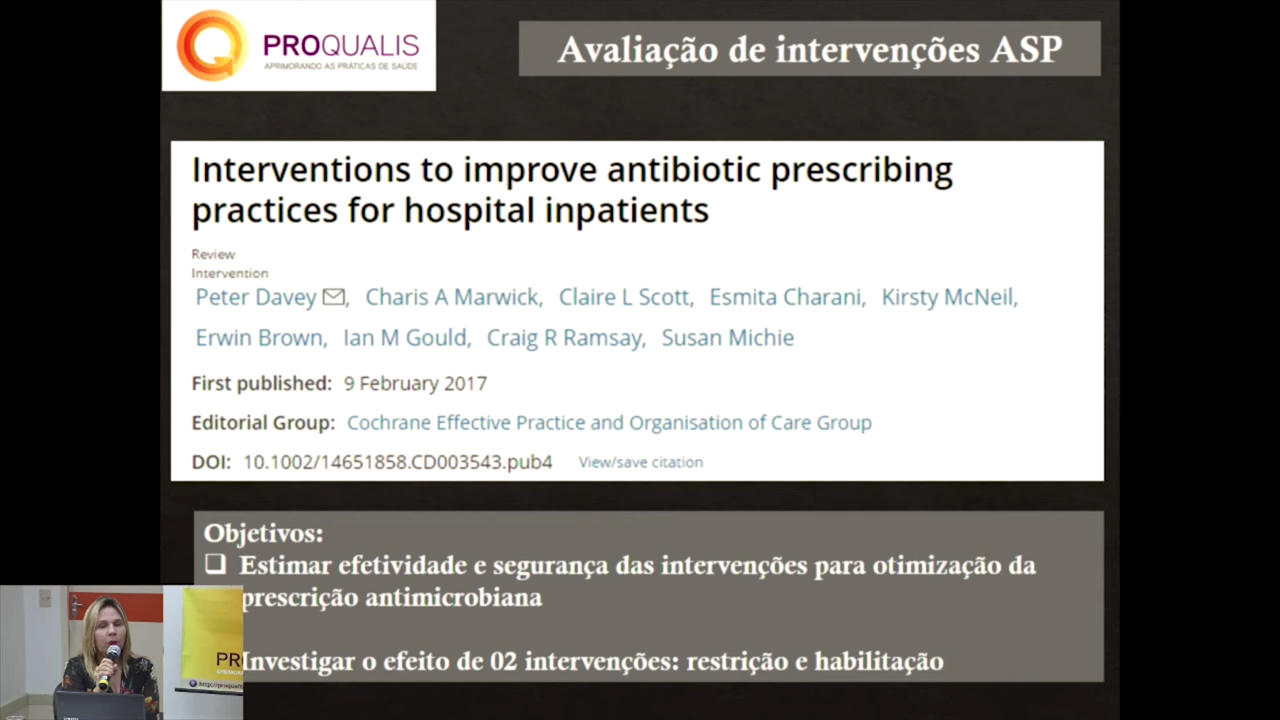 PROQUALIS
APRIMORANDO AS PRÁTICAS DE SAÚDE
Avaliação de intervenções ASP
Interventions to improve antibiotic prescribing
practices for hospital inpatients
Review
Intervention
Peter Davey, Charis A Marwick, Claire L Scott, Esmita Charani, Kirsty McNeil,
Erwin Brown, Ian M Gould, Craig R Ramsay, Susan Michie
First published: 9 February 2017
Editorial Group: Cochrane Effective Practice and Organisation of Care Group
DOI: 10.1002/14651858.CD003543.pub4 View/save citation
Objetivos:
❑ Estimar efetividade e segurança das intervenções para otimização da
prescrição antimicrobiana
Investigar o efeito de 02 intervenções: restrição e habilitação
PR